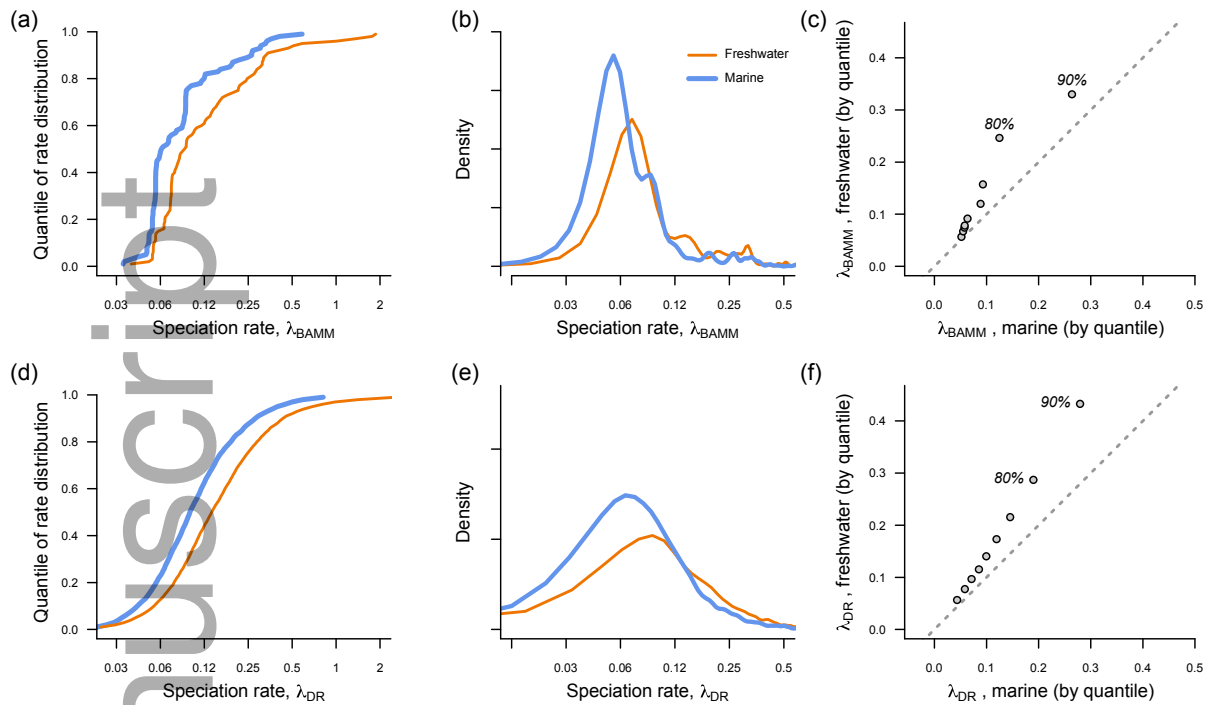 (a)
Quantile of rate distribution
1.0
0.8
0.6
0.4
0.2
0.0
0.03 0.06 0.12 0.25 0.5 1 2
Speciation rate, λBAMM
(b)
Density
Freshwater
Marine
0.03 0.06 0.12 0.25 0.5
Speciation rate, λBAMM
(c)
λBAMM , freshwater (by quantile)
0.4
0.3
0.2
0.1
0.0
90%
80%
0.0 0.1 0.2 0.3 0.4 0.5
λBAMM , marine (by quantile)
(d)
Quantile of rate distribution
1.0
0.8
0.6
0.4
0.2
0.0
0.03 0.06 0.12 0.25 0.5 1 2
Speciation rate, λDR
(e)
Density
0.03 0.06 0.12 0.25 0.5
Speciation rate, λDR
(f)
λDR , freshwater (by quantile)
0.4
0.3
0.2
0.1
0.0
90%
80%
0.0 0.1 0.2 0.3 0.4 0.5
λDR , marine (by quantile)
nuscript